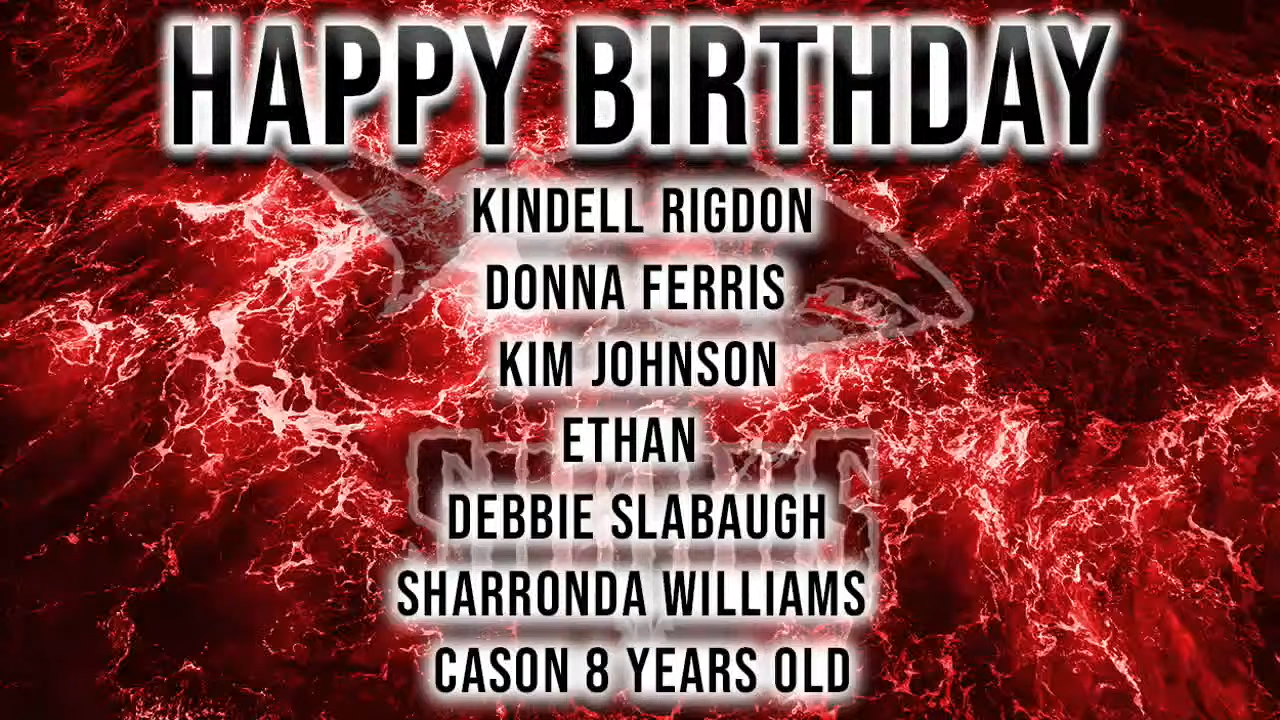 HAPPY BIRTHDAY
KINDELL RIGDON
DONNA FERRIS
KIM JOHNSON
ETHAN
DEBBIE SLABAUGH
SHARRONDA WILLIAMS
CASON 8 YEARS OLD